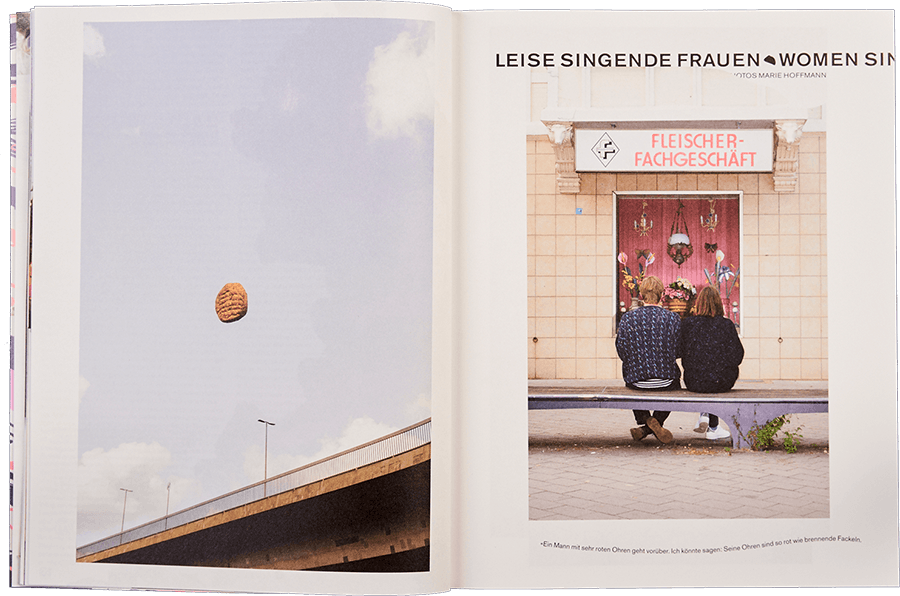 LEISE SINGENDE FRAUEN WOMEN SIN
OTOS MARIE HOFFMANN
F
FLEISCHER-
FACHGESCHÄFT
"Ein Mann mit sehr roten Ohren geht vorüber. Ich könnte sagen: Seine Ohren sind so rot wie brennende Fackeln,